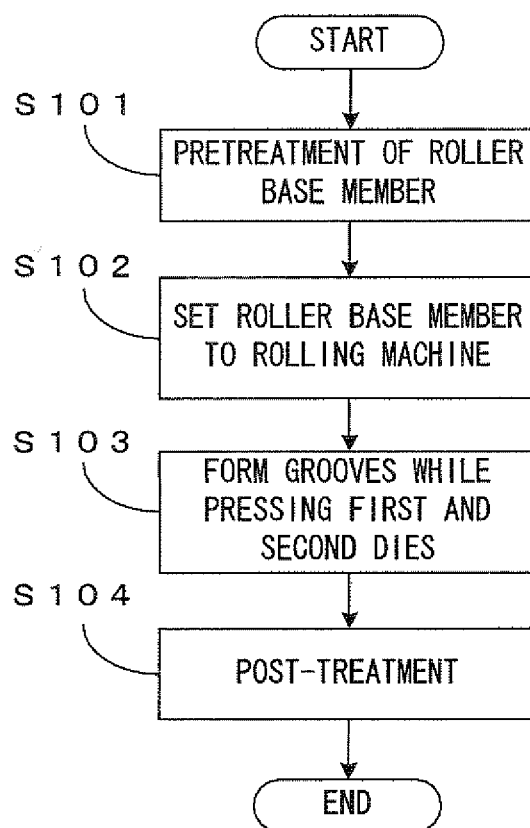 START
S101
PRETREATMENT OF ROLLER
BASE MEMBER
S102
SET ROLLER BASE MEMBER
TO ROLLING MACHINE
S103
FORM GROOVES WHILE
PRESSING FIRST AND
SECOND DIES
S104
POST-TREATMENT
END